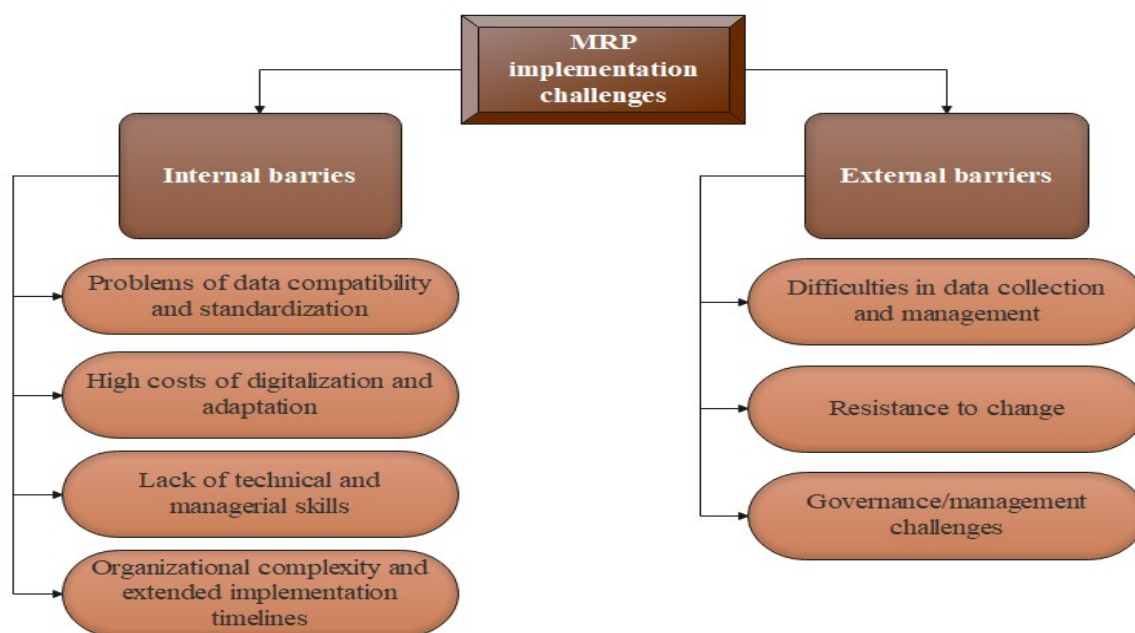 MRP
implementation
challenges
Internal barries
External barriers
Problems of data compatibility
and standardization
High costs of digitalization and
adaptation
Lack of technical and
managerial skills
Organizational complexity and
extended implementation
timelines
Difficulties in data collection
and management
Resistance to change
Governance/management
challenges